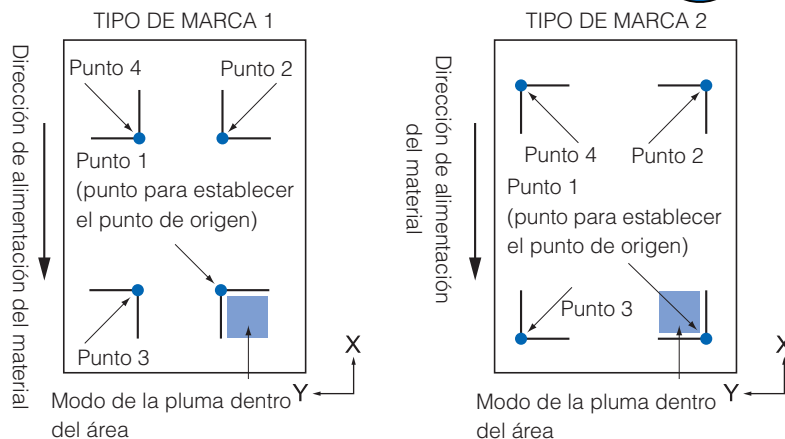 TIPO DE MARCA 1
Dirección de alimentación del material
Punto 4
Punto 2
Punto 1
(punto para establecer
el punto de origen)
Punto 3
X
Y
Modo de la pluma dentro
del área
TIPO DE MARCA 2
Dirección de alimentación
del material
Punto 4
Punto 2
Punto 1
(punto para establecer
el punto de origen)
Punto 3
X
Y
Modo de la pluma dentro
del área